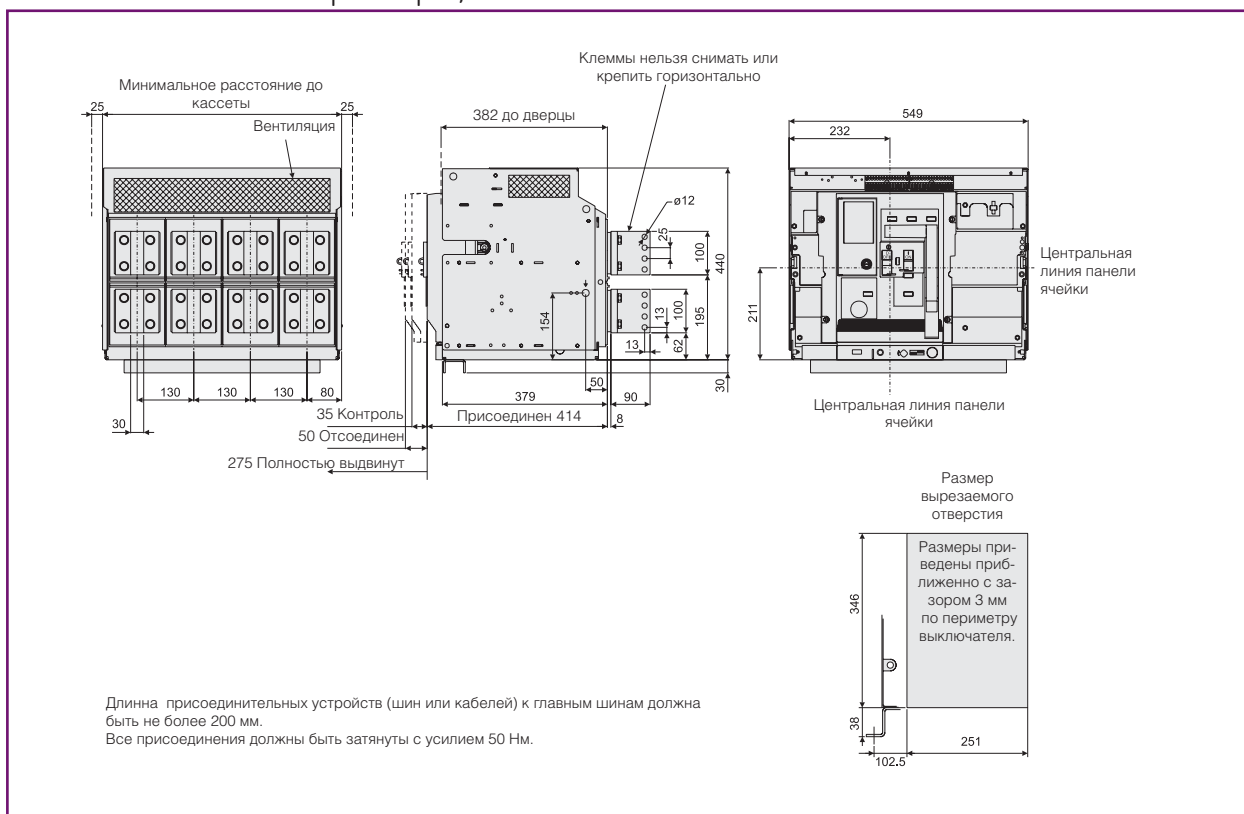 Клеммы нельзя снимать или
крепить горизонтально
Минимальное расстояние до
кассеты
25
25
Вентиляция
382 до дверцы
549
232
ø12
25
100
440
195
154
13
100
13
62
30
50
90
379
8
Присоединен 414
35 Контроль
50 Отсоединен
275 Полностью выдвинут
130
130
130
80
30
211
Центральная
линия панели
ячейки
Центральная линия панели
ячейки
Размер
вырезаемого
отверстия
Размеры при-
ведены приб-
лиженно с за-
зором 3 мм
по периметру
выключателя.
346
38
102.5
251
Длинна присоединительных устройств (шин или кабелей) к главным шинам должна
быть не более 200 мм.
Все присоединения должны быть затянуты с усилием 50 Нм.